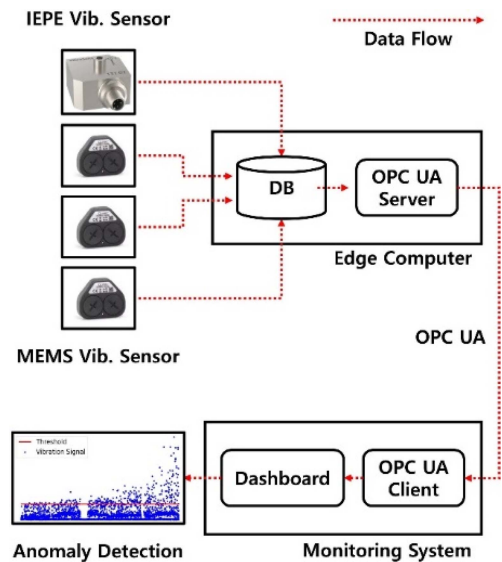 IEPE Vib. Sensor
Data Flow
DB
OPC UA
Server
Edge Computer
MEMS Vib. Sensor
OPC UA
Threshold
Vibration Signal
Dashboard
OPC UA
Client
Anomaly Detection
Monitoring System